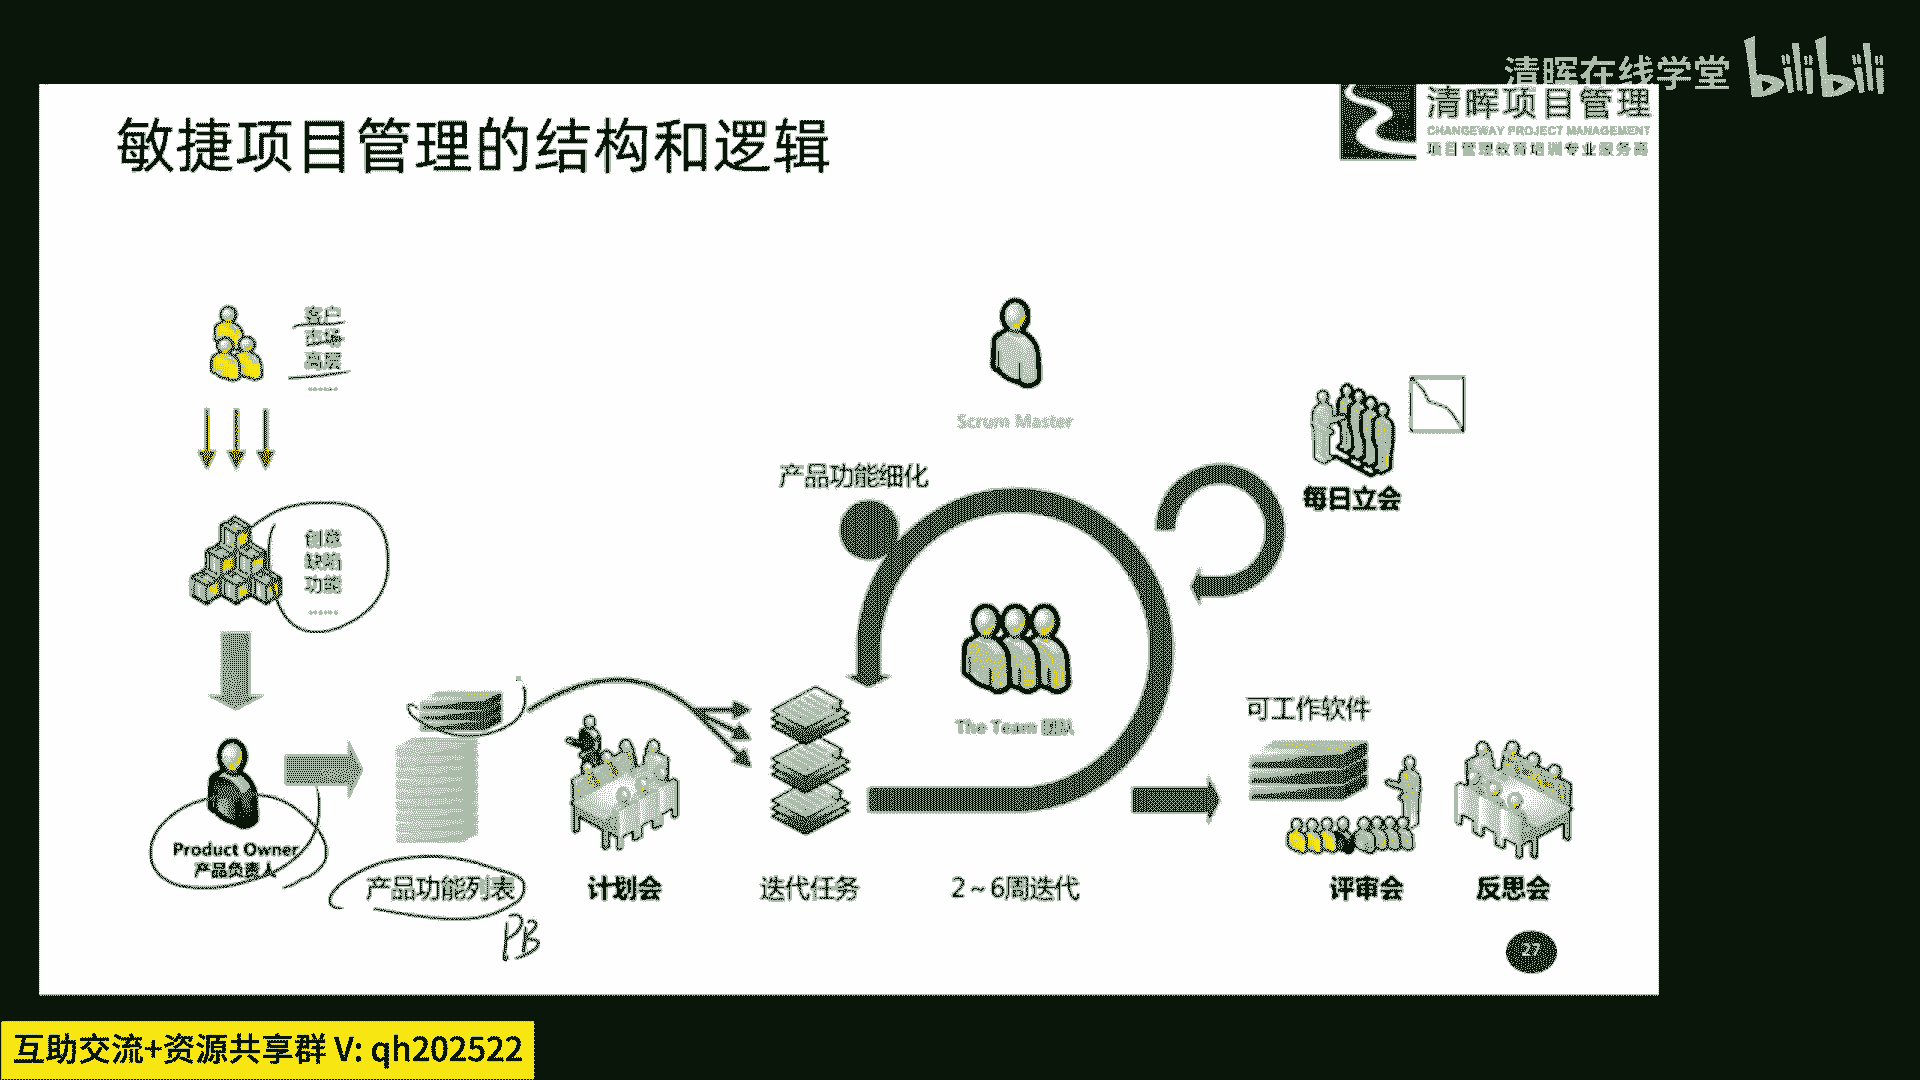 清晖在线学堂 bilibili
清晖项目管理
CHANGEWAY PROJECT MANAGEMENT
项目管理教育培训专业服务商
敏捷项目管理的结构和逻辑
客户
市场
高层
……
Scrum Master
每日立会
产品功能细化
创意
缺陷
功能
……
The Team 团队
可工作软件
Product Owner
产品负责人
产品功能列表
计划会
迭代任务
2～6周迭代
评审会
反思会
PB
27
互助交流+资源共享群 V: qh202522